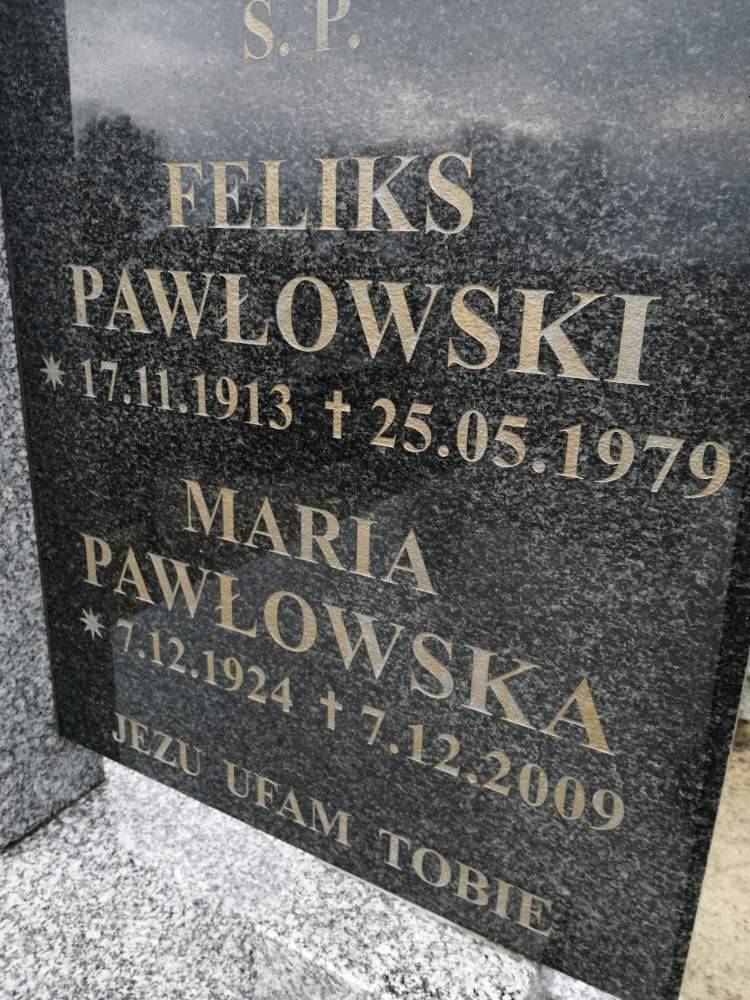 Ś. P.
FELIKS
PAWŁOWSKI
* 17.11.1913 † 25.05.1979
MARIA
PAWŁOWSKA
* 7.12.1924 † 7.12.2009
JEZU UFAM TOBIE